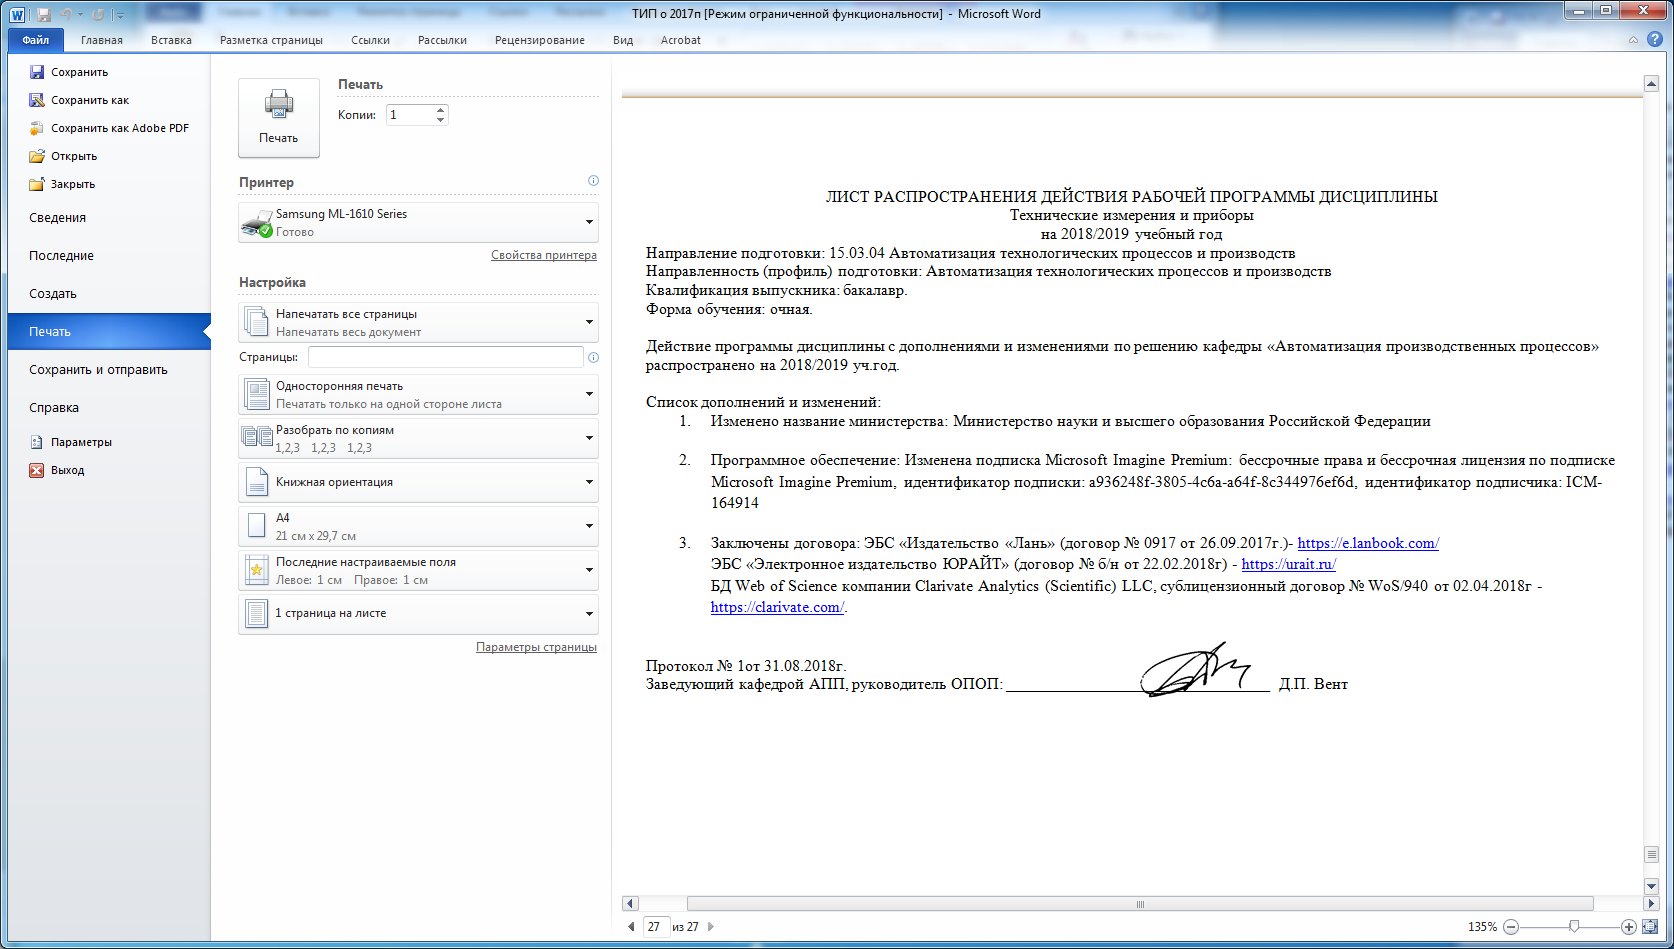 ТИП о 2017п [Режим ограниченной функциональности] - Microsoft Word
Файл Главная Вставка Разметка страницы Ссылки Рассылки Рецензирование Вид Acrobat
Сохранить
Сохранить как
Сохранить как Adobe PDF
Открыть
Закрыть
Сведения
Последние
Создать
Печать
Сохранить и отправить
Справка
Параметры
Выход
Печать
Печать
Копии: 1
Принтер
Samsung ML-1610 Series
Готово
Свойства принтера
Настройка
Напечатать все страницы
Напечатать весь документ
Страницы:
Односторонняя печать
Печатать только на одной стороне листа
Разобрать по копиям
1,2,3 1,2,3 1,2,3
Книжная ориентация
A4
21 см x 29,7 см
Последние настраиваемые поля
Левое: 1 см Правое: 1 см
1 страница на листе
Параметры страницы
ЛИСТ РАСПРОСТРАНЕНИЯ ДЕЙСТВИЯ РАБОЧЕЙ ПРОГРАММЫ ДИСЦИПЛИНЫ
Технические измерения и приборы
на 2018/2019 учебный год
Направление подготовки: 15.03.04 Автоматизация технологических процессов и производств
Направленность (профиль) подготовки: Автоматизация технологических процессов и производств
Квалификация выпускника: бакалавр.
Форма обучения: очная.
Действие программы дисциплины с дополнениями и изменениями по решению кафедры «Автоматизация производственных процессов»
распространено на 2018/2019 уч.год.
Список дополнений и изменений:
1. Изменено название министерства: Министерство науки и высшего образования Российской Федерации
2. Программное обеспечение: Изменена подписка Microsoft Imagine Premium: бессрочные права и бессрочная лицензия по подписке
Microsoft Imagine Premium, идентификатор подписки: a936248f-3805-4c6a-a64f-8c344976ef6d, идентификатор подписчика: ICM-
164914
3. Заключены договора: ЭБС «Издательство «Лань» (договор № 0917 от 26.09.2017г.)- https://e.lanbook.com/
ЭБС «Электронное издательство ЮРАЙТ» (договор № б/н от 22.02.2018г) - https://urait.ru/
БД Web of Science компании Clarivate Analytics (Scientific) LLC, сублицензионный договор № WoS/940 от 02.04.2018г -
https://clarivate.com/.
Протокол № 1от 31.08.2018г.
Заведующий кафедрой АПП, руководитель ОПОП: Д.П. Вент
27 из 27
135%